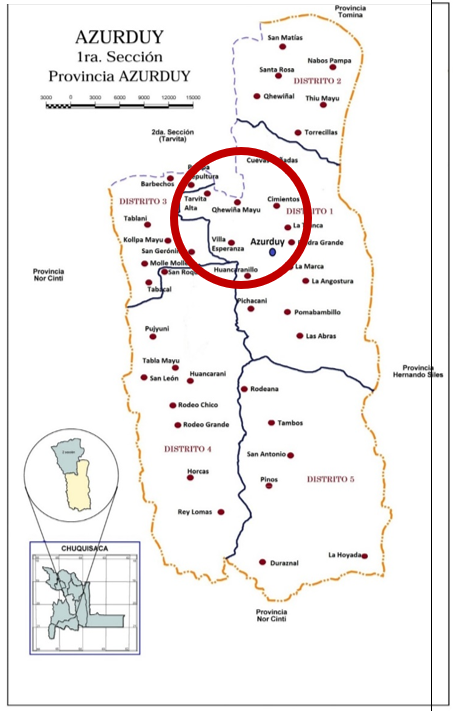 Provincia
Tomina
AZURDUY
1ra. Sección
Provincia AZURDUY
3000 0 3000 6000 9000 12000 15000
San Matías
Nabos Pampa
Santa Rosa
DISTRITO 2
Qhewiñal
Thiu Mayu
Torrecillas
2da. Sección
(Tarvita)
Barbechos
DISTRITO 3
Tarvita
Alta
Cimientos
Qhewiña Mayu
DISTRITO 1
Tablani
Kollpa Mayu
Villa
Esperanza
Azurduy
San Gerónimo
Molle Molle
San Roque
Huancaranillo
La Marca
Provincia
Nor Cinti
Tabacal
La Angostura
Pichacani
Pomabambillo
Pujyuni
Las Abras
Tabla Mayu
Huancarani
San León
Provincia
Hernando Siles
Rodeana
Rodeo Chico
Rodeo Grande
Tambos
DISTRITO 4
San Antonio
Horcas
Pinos
DISTRITO 5
Rey Lomas
CHUQUISACA
Duraznal
La Hoyada
Provincia
Nor Cinti